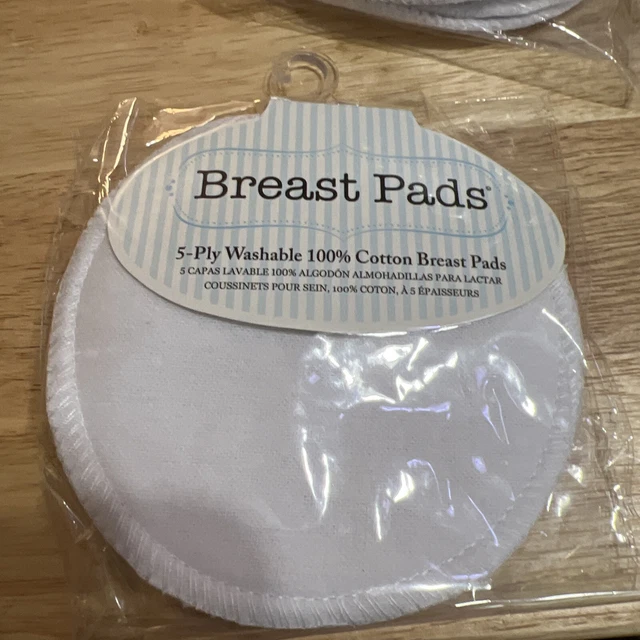 Breast Pads®
5-Ply Washable 100% Cotton Breast Pads
5 CAPAS LAVABLE 100% ALGODÓN ALMOHADILLAS PARA LACTAR
COUSSINETS POUR SEIN, 100% COTON, À 5 ÉPAISSEURS